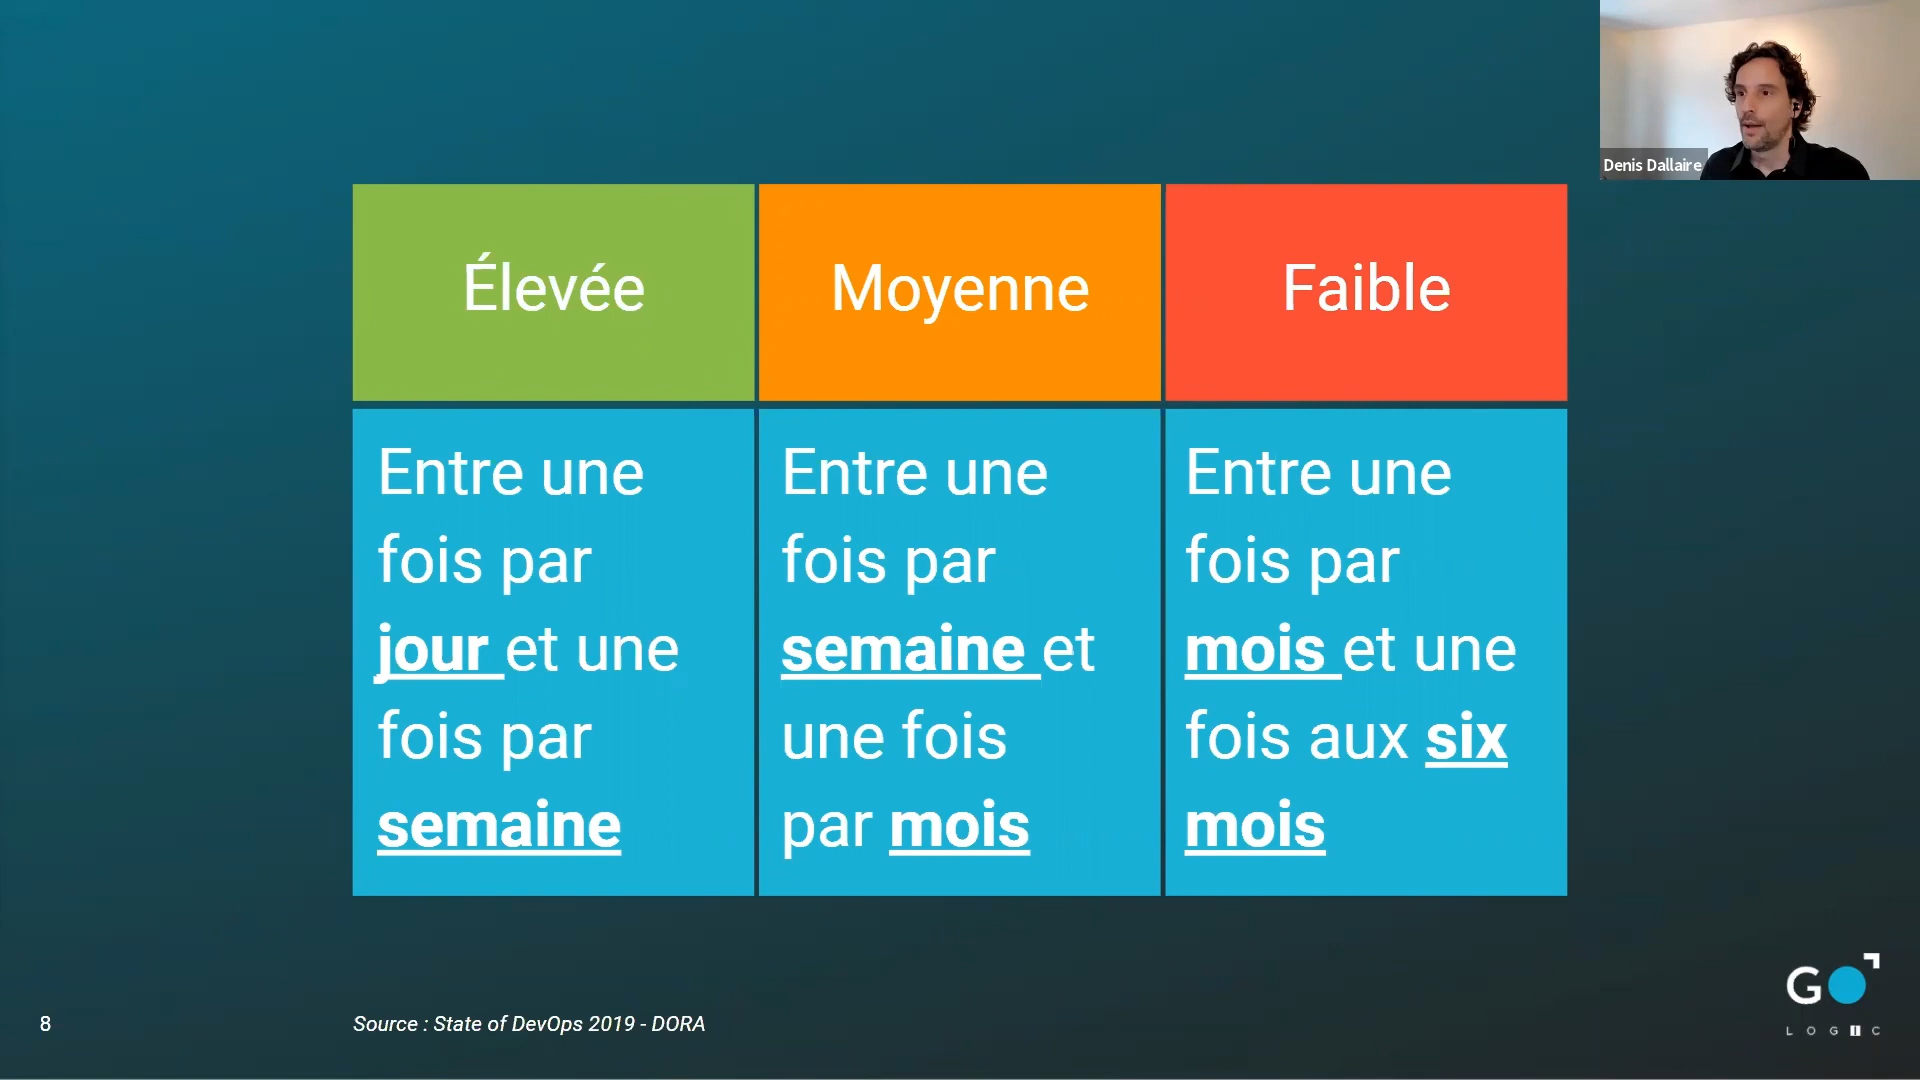 Denis Dallaire
Élevée
Moyenne
Faible
Entre une
fois par
jour et une
fois par
semaine
Entre une
fois par
semaine et
une fois
par mois
Entre une
fois par
mois et une
fois aux six
mois
8
Source : State of DevOps 2019 - DORA
GO
LOGIC